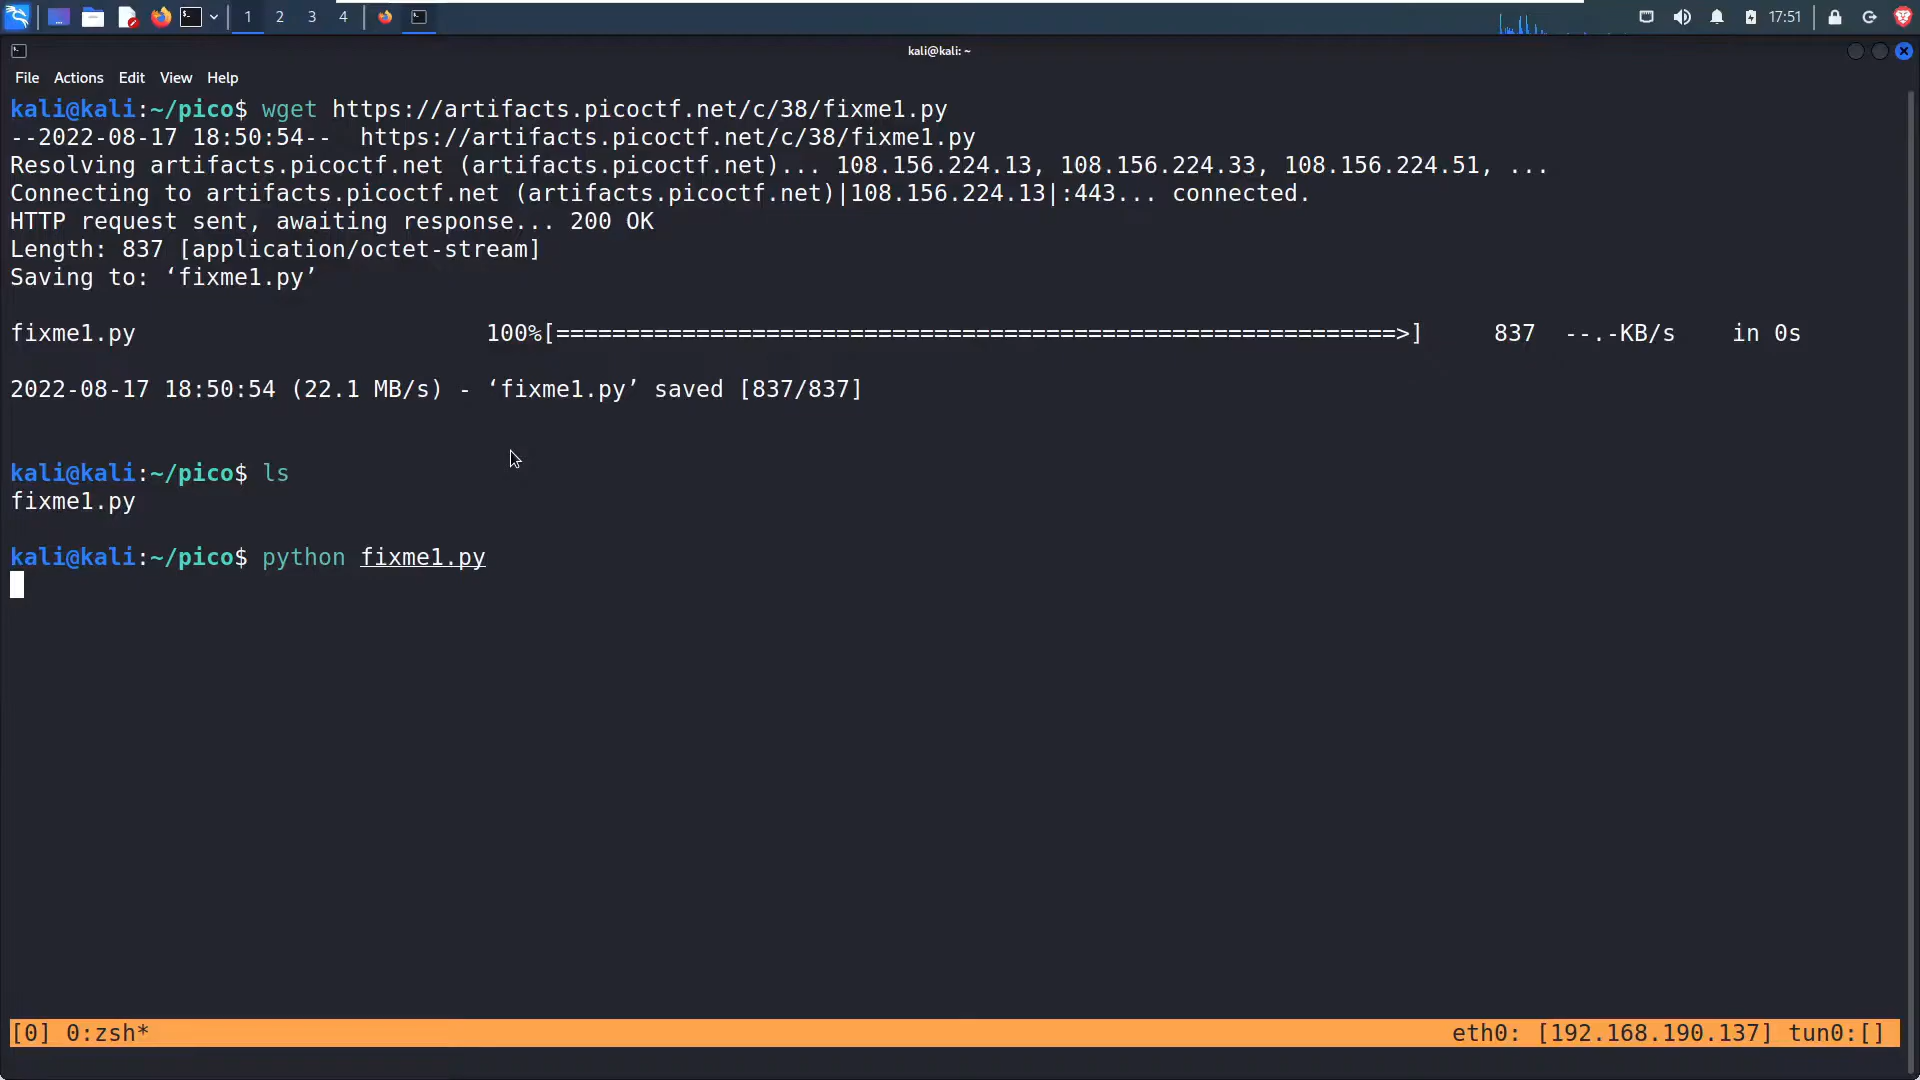 1 2 3 4 17:51
kali@kali: ~
File Actions Edit View Help
kali@kali:~/pico$ wget https://artifacts.picoctf.net/c/38/fixme1.py
--2022-08-17 18:50:54--  https://artifacts.picoctf.net/c/38/fixme1.py
Resolving artifacts.picoctf.net (artifacts.picoctf.net)... 108.156.224.13, 108.156.224.33, 108.156.224.51, ...
Connecting to artifacts.picoctf.net (artifacts.picoctf.net)|108.156.224.13|:443... connected.
HTTP request sent, awaiting response... 200 OK
Length: 837 [application/octet-stream]
Saving to: ‘fixme1.py’
fixme1.py 100%[============================================================>] 837 --.-KB/s in 0s
2022-08-17 18:50:54 (22.1 MB/s) - ‘fixme1.py’ saved [837/837]
kali@kali:~/pico$ ls
fixme1.py
kali@kali:~/pico$ python fixme1.py
[0] 0:zsh* eth0: [192.168.190.137] tun0:[]